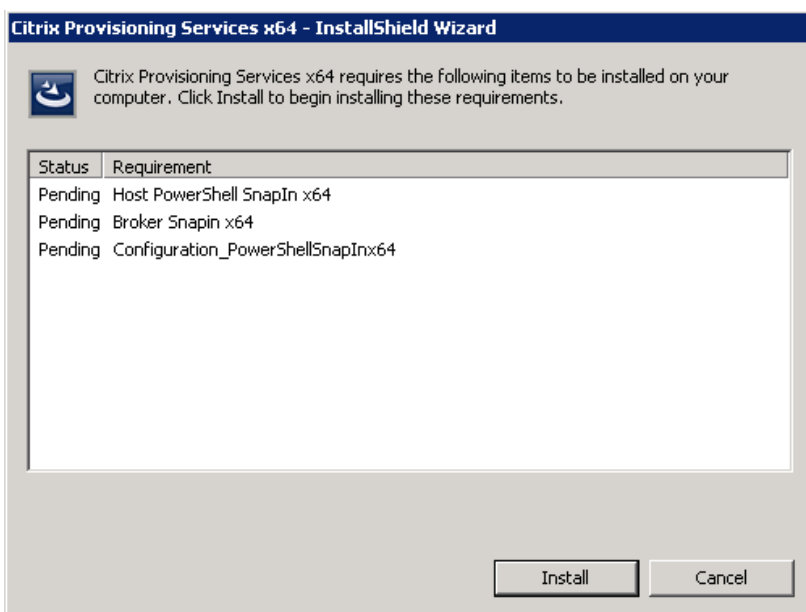 Citrix Provisioning Services x64 - InstallShield Wizard
Citrix Provisioning Services x64 requires the following items to be installed on your
computer. Click Install to begin installing these requirements.
Status Requirement
Pending Host PowerShell SnapIn x64
Pending Broker Snapin x64
Pending Configuration_PowerShellSnapInx64
Install Cancel